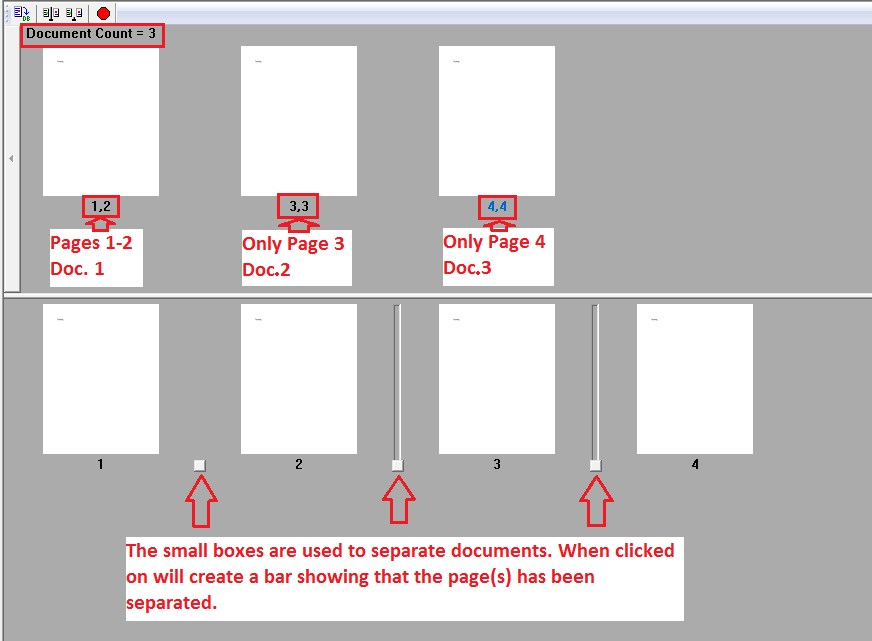 Document Count = 3
1,2
3,3
4,4
Pages 1-2
Doc. 1
Only Page 3
Doc.2
Only Page 4
Doc.3
1
2
3
4
The small boxes are used to separate documents. When clicked
on will create a bar showing that the page(s) has been
separated.